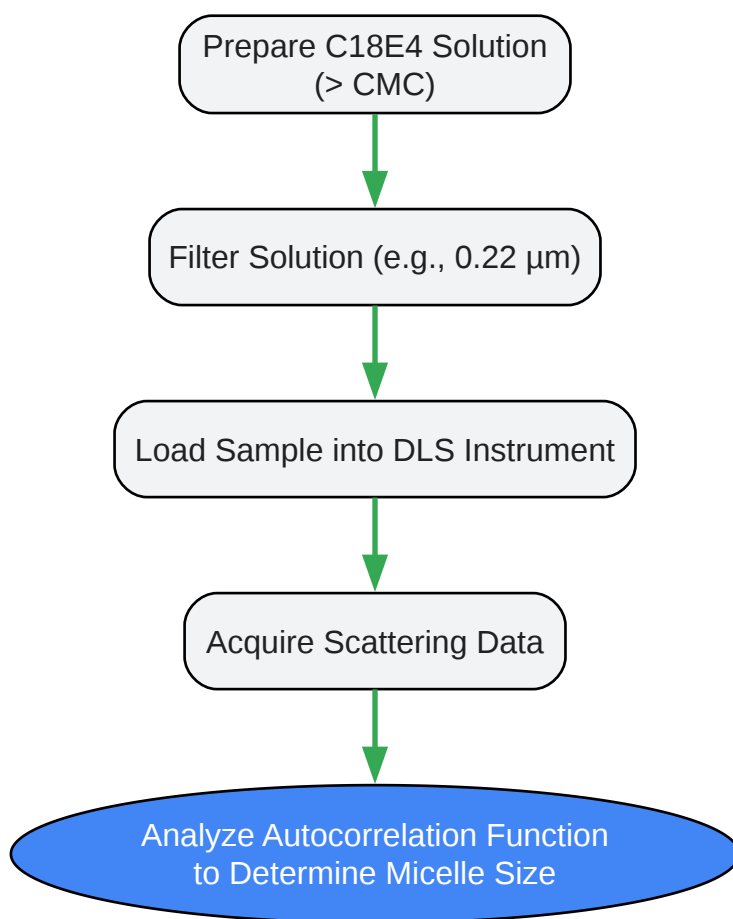 Prepare C18E4 Solution
(> CMC)
Filter Solution (e.g., 0.22 µm)
Load Sample into DLS Instrument
Acquire Scattering Data
Analyze Autocorrelation Function
to Determine Micelle Size